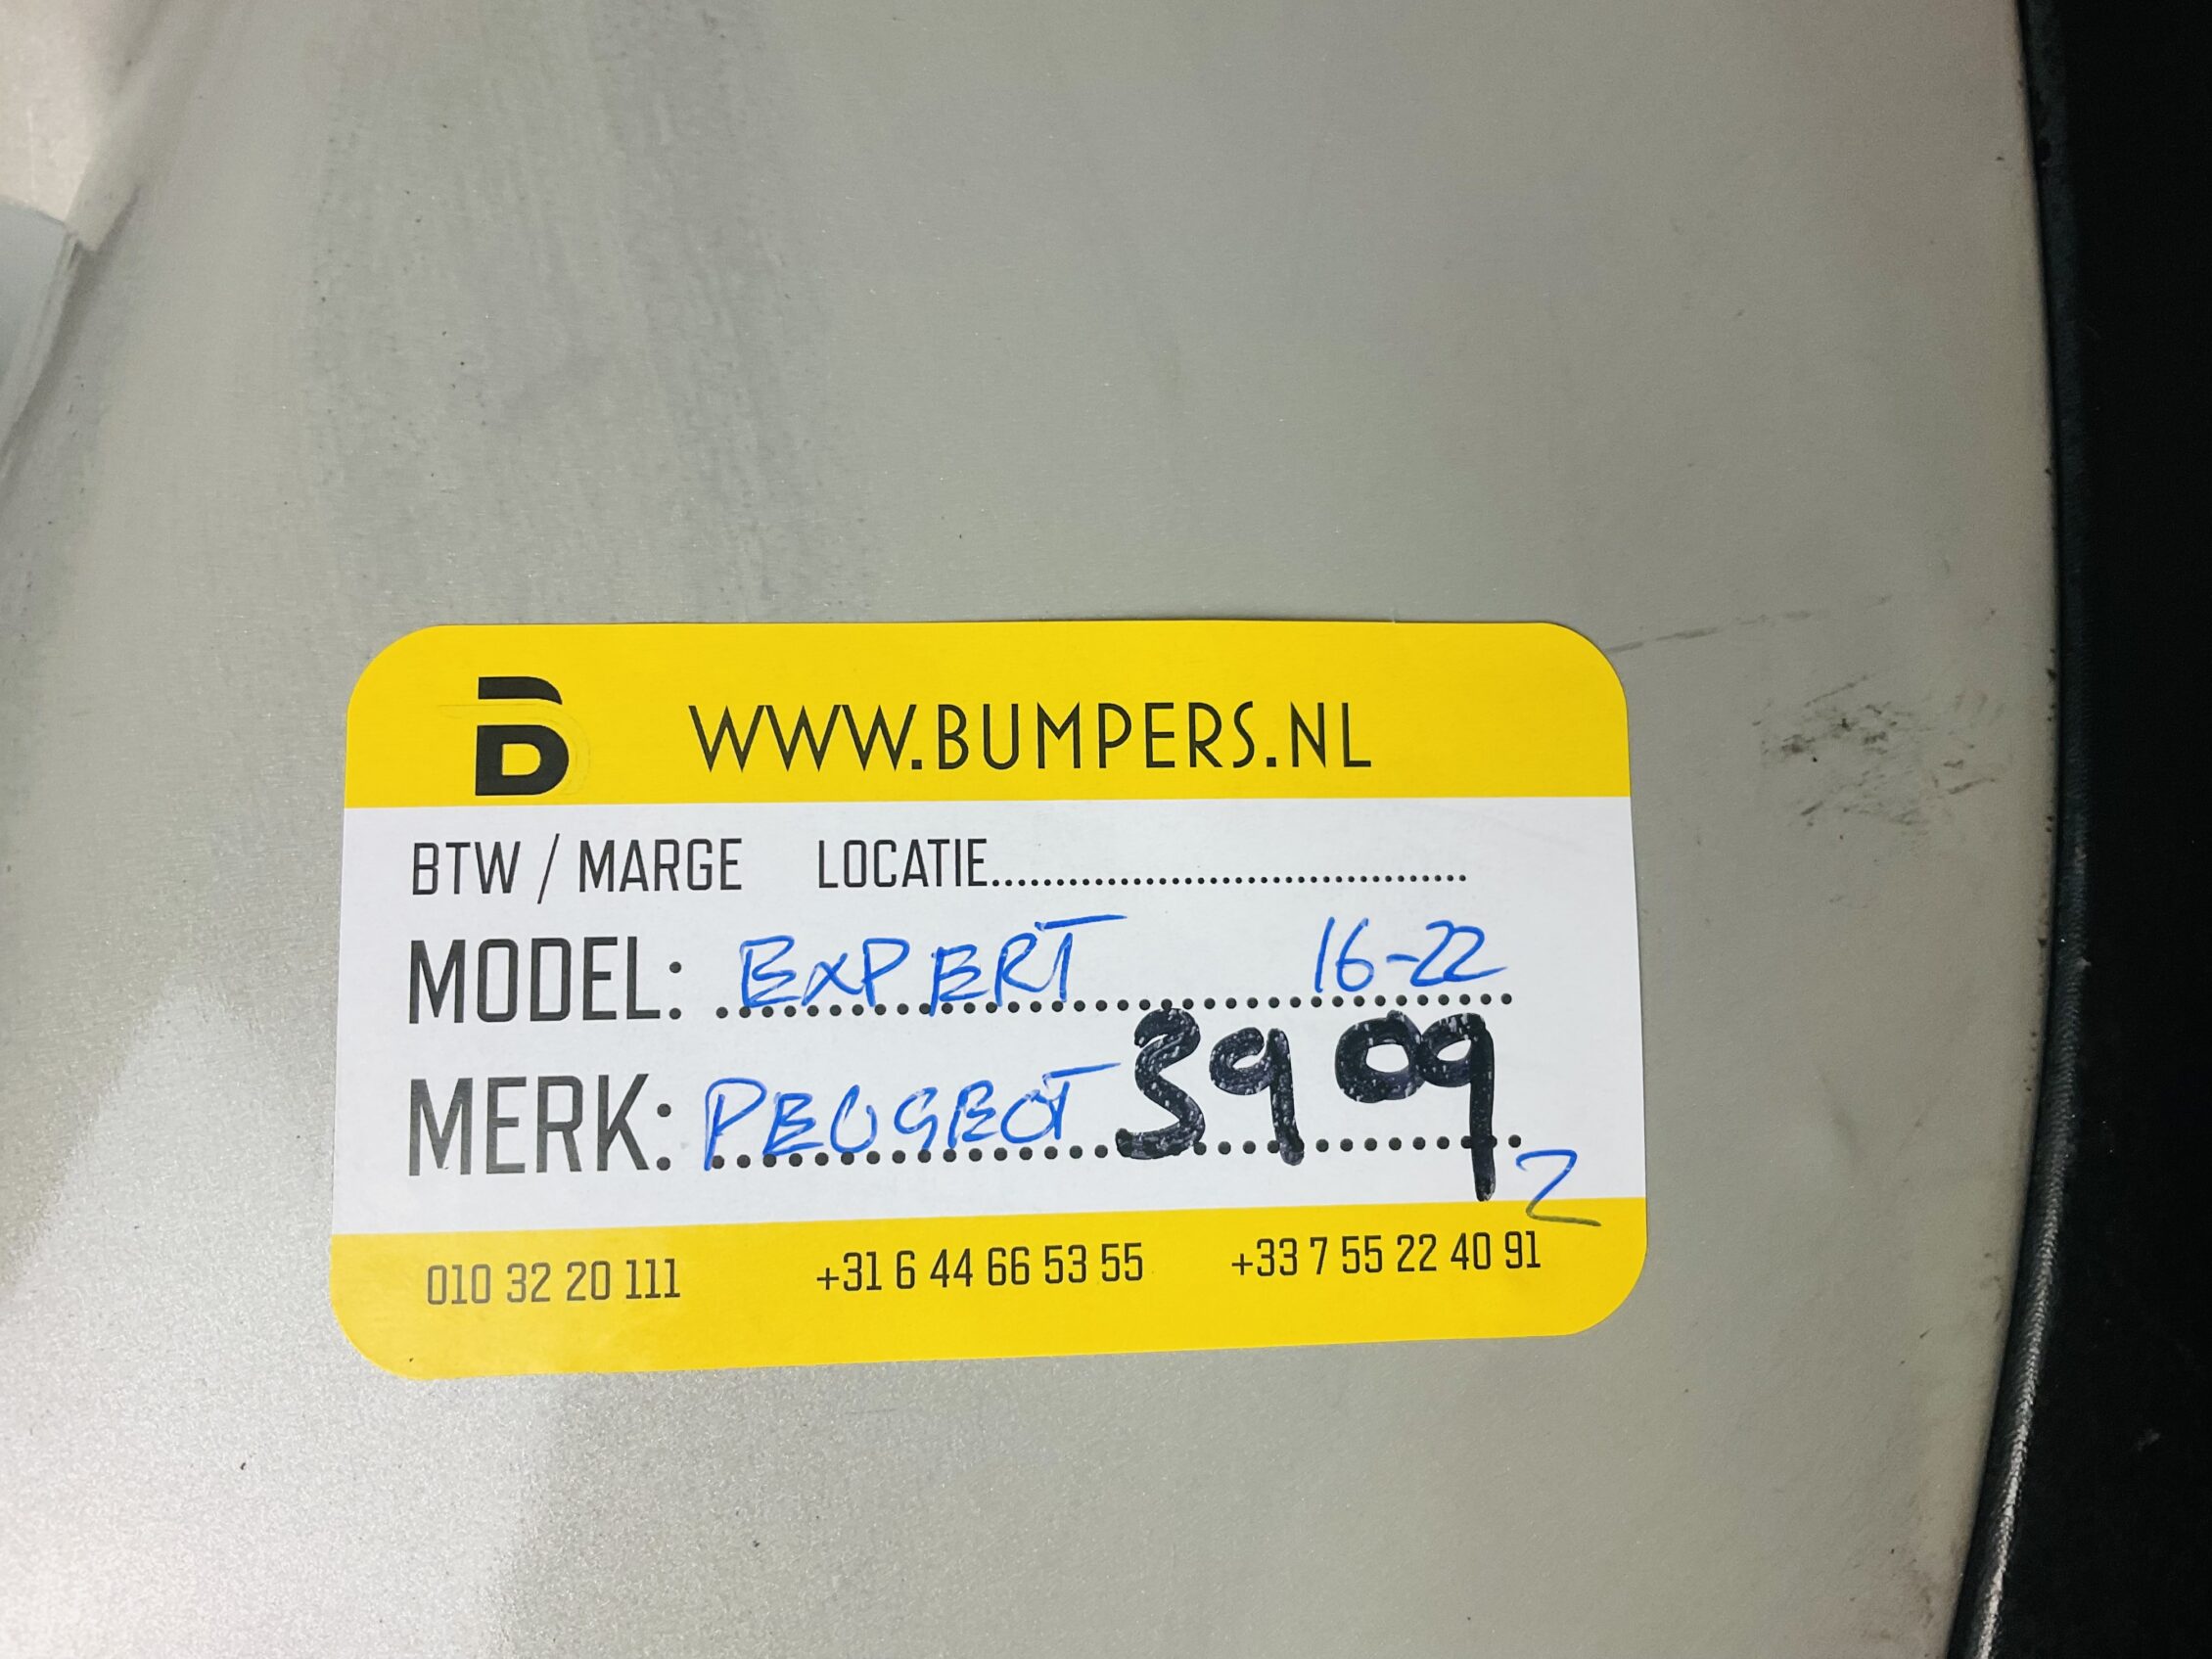 B WWW.BUMPERS.NL
BTW / MARGE LOCATIE........................................
MODEL: EXPERT 16-22
MERK: PEUGEOT 3909
2
010 32 20 111 +31 6 44 66 53 55 +33 7 55 22 40 91